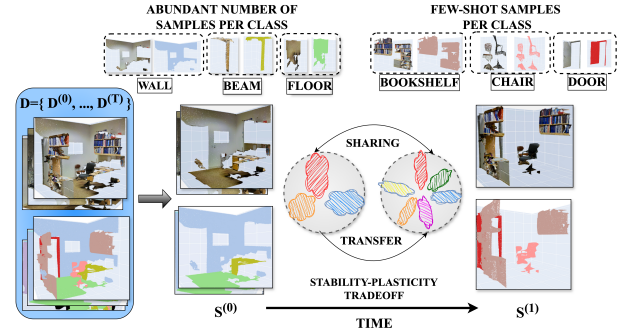 ABUNDANT NUMBER OF
SAMPLES PER CLASS
FEW-SHOT SAMPLES
PER CLASS
WALL
BEAM
FLOOR
BOOKSHELF
CHAIR
DOOR
D={ D(0), ..., D(T) }
SHARING
TRANSFER
STABILITY-PLASTICITY
TRADEOFF
S(0)
S(1)
TIME